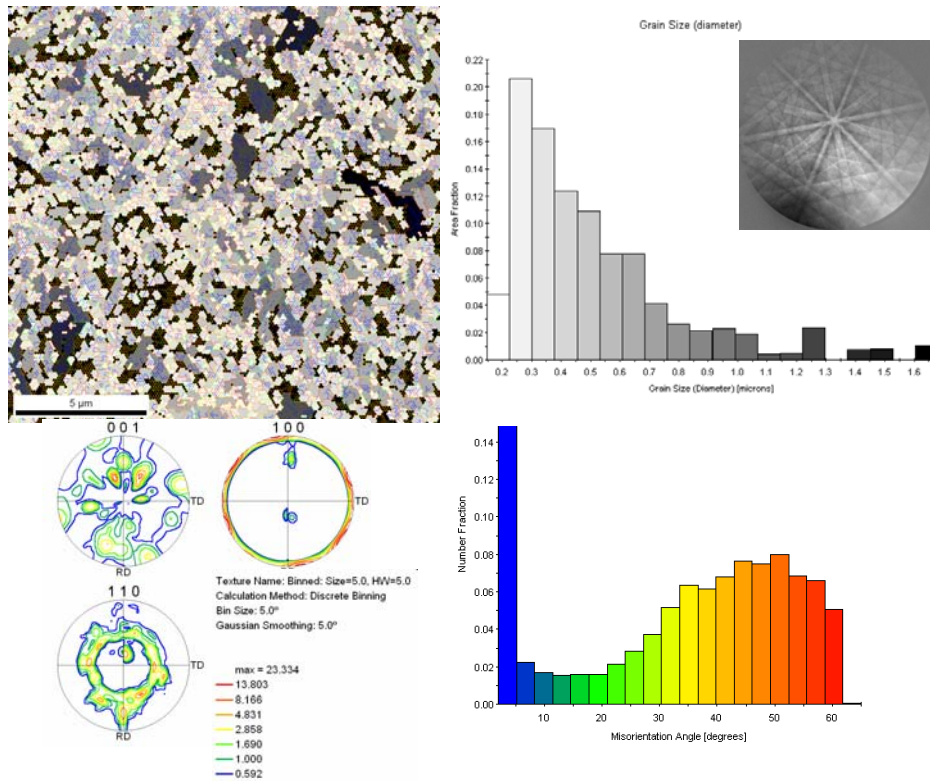 5 µm
Grain Size (diameter)
Area Fraction
0.22
0.20
0.18
0.16
0.14
0.12
0.10
0.08
0.06
0.04
0.02
0.00
0.2 0.3 0.4 0.5 0.6 0.7 0.8 0.9 1.0 1.1 1.2 1.3 1.4 1.5 1.6
Grain Size (Diameter) [microns]
0 0 1
TD
RD
1 0 0
TD
1 1 0
TD
RD
Texture Name: Binned: Size=5.0, HW=5.0
Calculation Method: Discrete Binning
Bin Size: 5.0º
Gaussian Smoothing: 5.0º
max = 23.334
13.803
8.166
4.831
2.858
1.690
1.000
0.592
Number Fraction
0.14
0.12
0.10
0.08
0.06
0.04
0.02
0.00
10 20 30 40 50 60
Misorientation Angle [degrees]